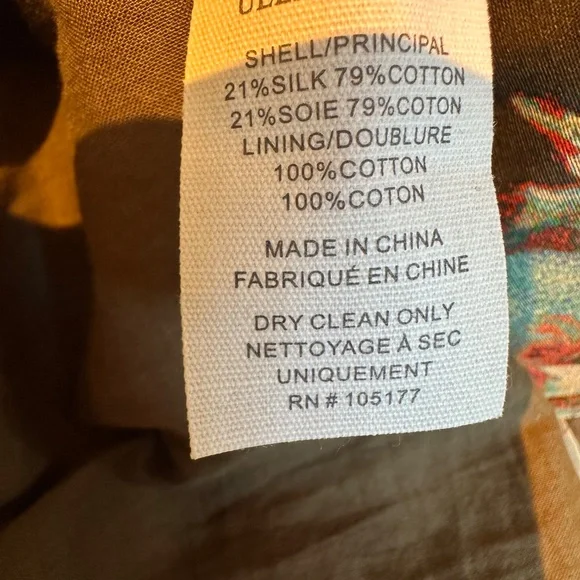 SHELL/PRINCIPAL
21%SILK 79%COTTON
21%SOIE 79%COTON
LINING/DOUBLURE
100%COTTON
100%COTON
MADE IN CHINA
FABRIQUÉ EN CHINE
DRY CLEAN ONLY
NETTOYAGE À SEC
UNIQUEMENT
RN # 105177